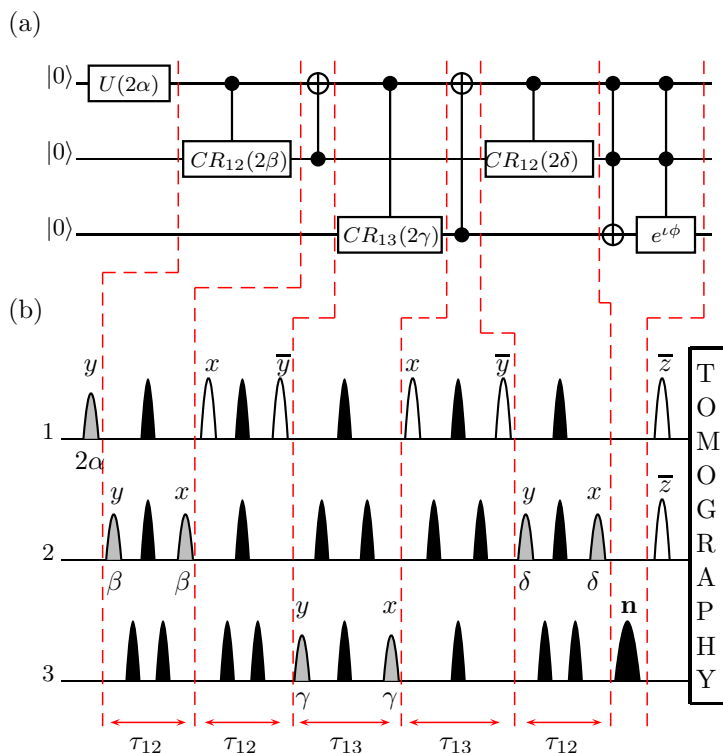 (a)
|0⟩ U(2α)
|0⟩ CR₁₂(2β) CR₁₂(2δ)
|0⟩ CR₁₃(2γ) e^{ιϕ}
(b)
y x y̅ x y̅ z̅
1
2α
y x y x z̅
2
β β δ δ
y x n
3
γ γ
τ₁₂ τ₁₂ τ₁₃ τ₁₃ τ₁₂
T
O
M
O
G
R
A
P
H
Y